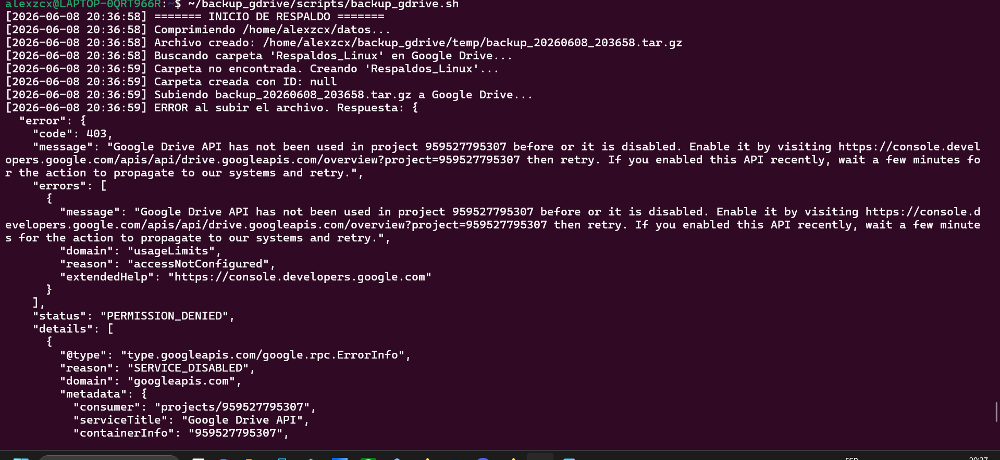 alexzcx@LAPTOP-0QRT966R:~$ ~/backup_gdrive/scripts/backup_gdrive.sh
[2026-06-08 20:36:58] ======= INICIO DE RESPALDO =======
[2026-06-08 20:36:58] Comprimiendo /home/alexzcx/datos...
[2026-06-08 20:36:58] Archivo creado: /home/alexzcx/backup_gdrive/temp/backup_20260608_203658.tar.gz
[2026-06-08 20:36:58] Buscando carpeta 'Respaldos_Linux' en Google Drive...
[2026-06-08 20:36:59] Carpeta no encontrada. Creando 'Respaldos_Linux'...
[2026-06-08 20:36:59] Carpeta creada con ID: null
[2026-06-08 20:36:59] Subiendo backup_20260608_203658.tar.gz a Google Drive...
[2026-06-08 20:36:59] ERROR al subir el archivo. Respuesta: {
  "error": {
    "code": 403,
    "message": "Google Drive API has not been used in project 959527795307 before or it is disabled. Enable it by visiting https://console.devel
opers.google.com/apis/api/drive.googleapis.com/overview?project=959527795307 then retry. If you enabled this API recently, wait a few minutes fo
r the action to propagate to our systems and retry.",
    "errors": [
      {
        "message": "Google Drive API has not been used in project 959527795307 before or it is disabled. Enable it by visiting https://console.d
evelopers.google.com/apis/api/drive.googleapis.com/overview?project=959527795307 then retry. If you enabled this API recently, wait a few minute
s for the action to propagate to our systems and retry.",
        "domain": "usageLimits",
        "reason": "accessNotConfigured",
        "extendedHelp": "https://console.developers.google.com"
      }
    ],
    "status": "PERMISSION_DENIED",
    "details": [
      {
        "@type": "type.googleapis.com/google.rpc.ErrorInfo",
        "reason": "SERVICE_DISABLED",
        "domain": "googleapis.com",
        "metadata": {
          "consumer": "projects/959527795307",
          "serviceTitle": "Google Drive API",
          "containerInfo": "959527795307",